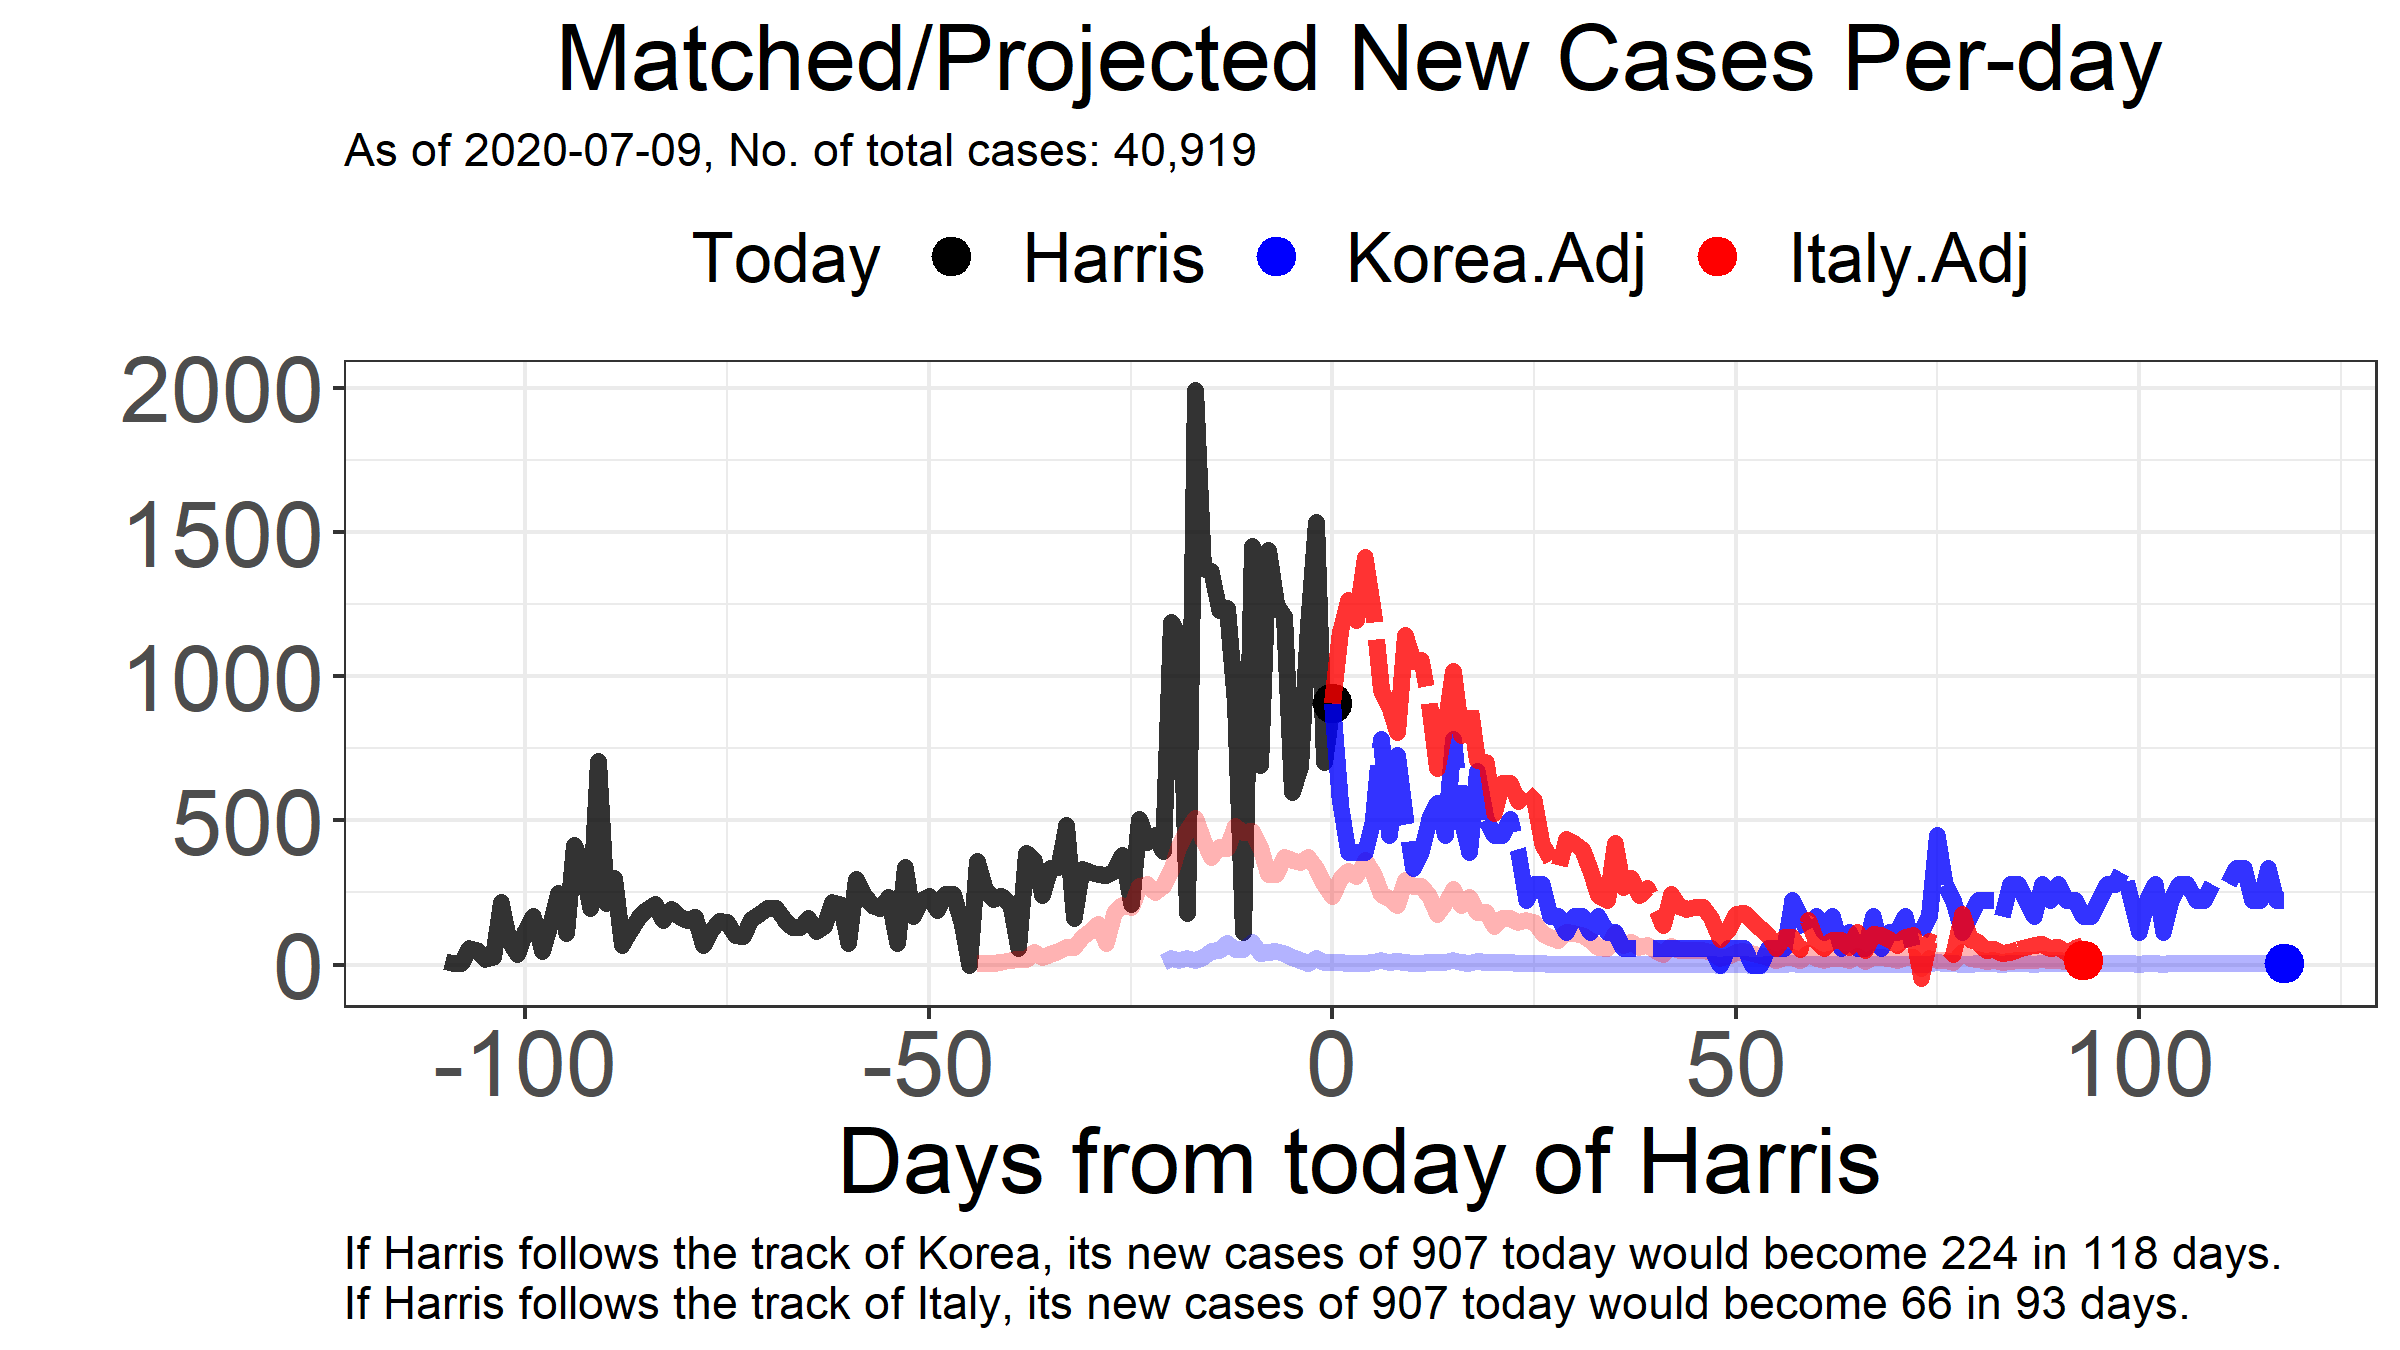 Matched/Projected New Cases Per-day
As of 2020-07-09, No. of total cases: 40,919
Today Harris Korea.Adj Italy.Adj
2000
1500
1000
500
0
-100 -50 0 50 100
Days from today of Harris
If Harris follows the track of Korea, its new cases of 907 today would become 224 in 118 days.
If Harris follows the track of Italy, its new cases of 907 today would become 66 in 93 days.